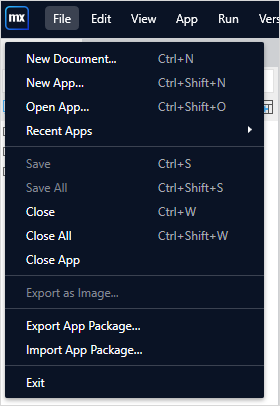 mx File Edit View App Run Vers
New Document... Ctrl+N
New App... Ctrl+Shift+N
Open App... Ctrl+Shift+O
Recent Apps
Save Ctrl+S
Save All Ctrl+Shift+S
Close Ctrl+W
Close All Ctrl+Shift+W
Close App
Export as Image...
Export App Package...
Import App Package...
Exit